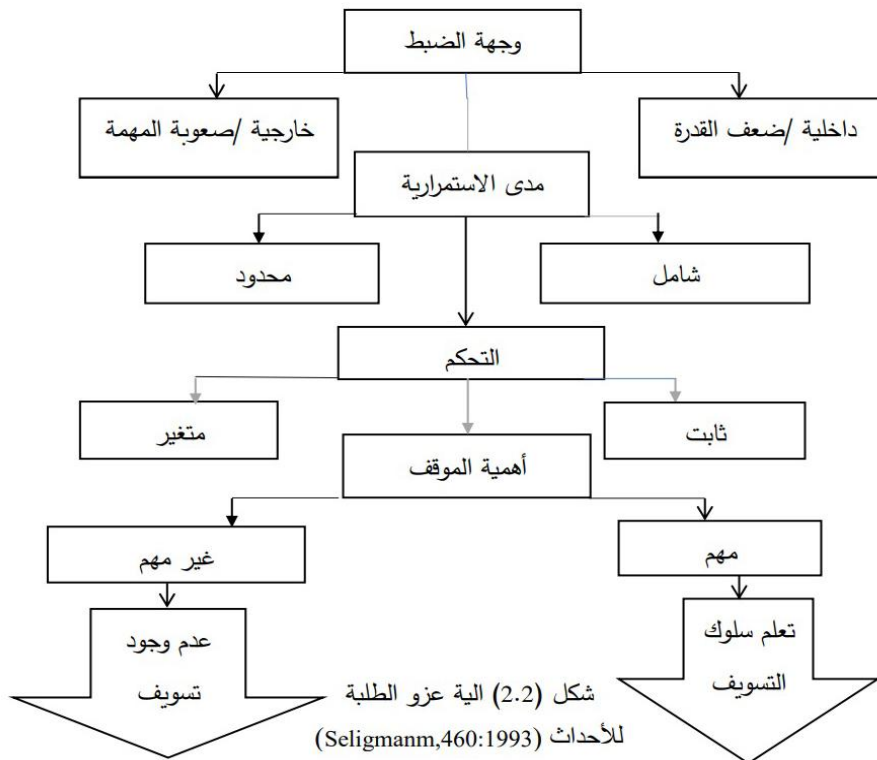 وجهة الضبط
داخلية /ضعف القدرة
خارجية /صعوبة المهمة
مدى الاستمرارية
شامل
محدود
التحكم
ثابت
متغير
أهمية الموقف
مهم
غير مهم
تعلم سلوك
التسويف
عدم وجود
تسويف
شكل (2.2) الية عزو الطلبة
للأحداث (Seligmanm,460:1993)